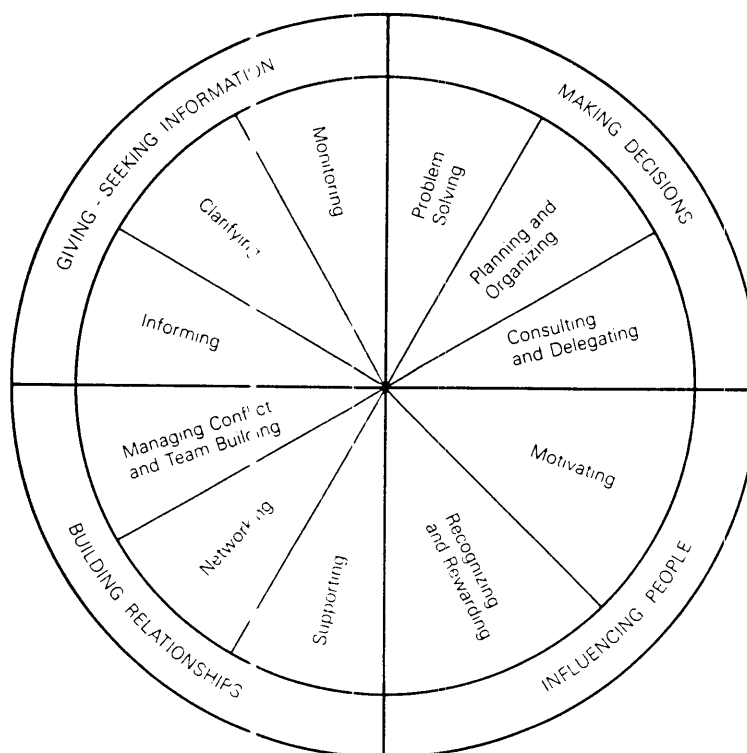 GIVING - SEEKING INFORMATION
MAKING DECISIONS
Monitoring
Problem
Solving
Clarifying
Planning and
Organizing
Informing
Consulting
and Delegating
Managing Conflict
and Team Building
Motivating
Networking
Supporting
Recognizing
and Rewarding
BUILDING RELATIONSHIPS
INFLUENCING PEOPLE